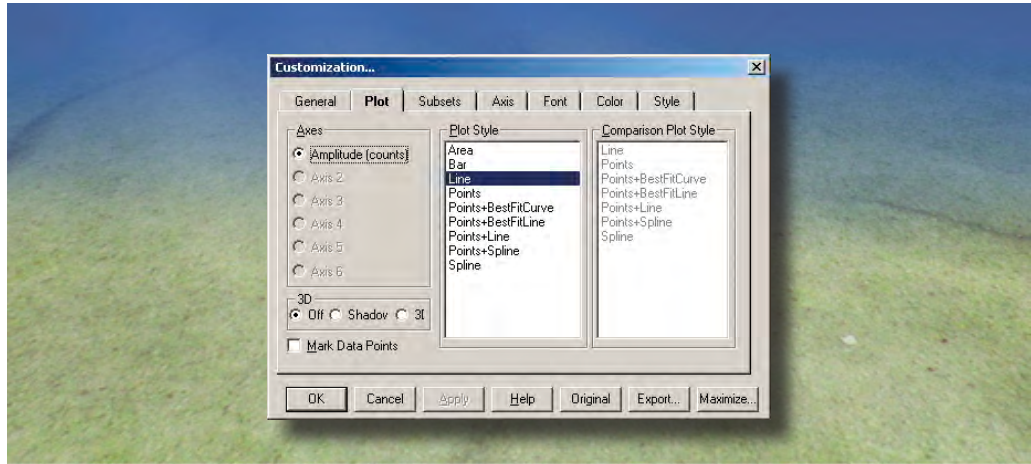 Customization...
General Plot Subsets Axis Font Color Style
Axes
Amplitude (counts)
Axis 2
Axis 3
Axis 4
Axis 5
Axis 6
3D
Off Shadov 3(
Mark Data Points
Plot Style
Area
Bar
Line
Points
Points+BestFitCurve
Points+BestFitLine
Points+Line
Points+Spline
Spline
Comparison Plot Style
Line
Points
Points+BestFitCurve
Points+BestFitLine
Points+Line
Points+Spline
Spline
OK Cancel Apply Help Original Export... Maximize...